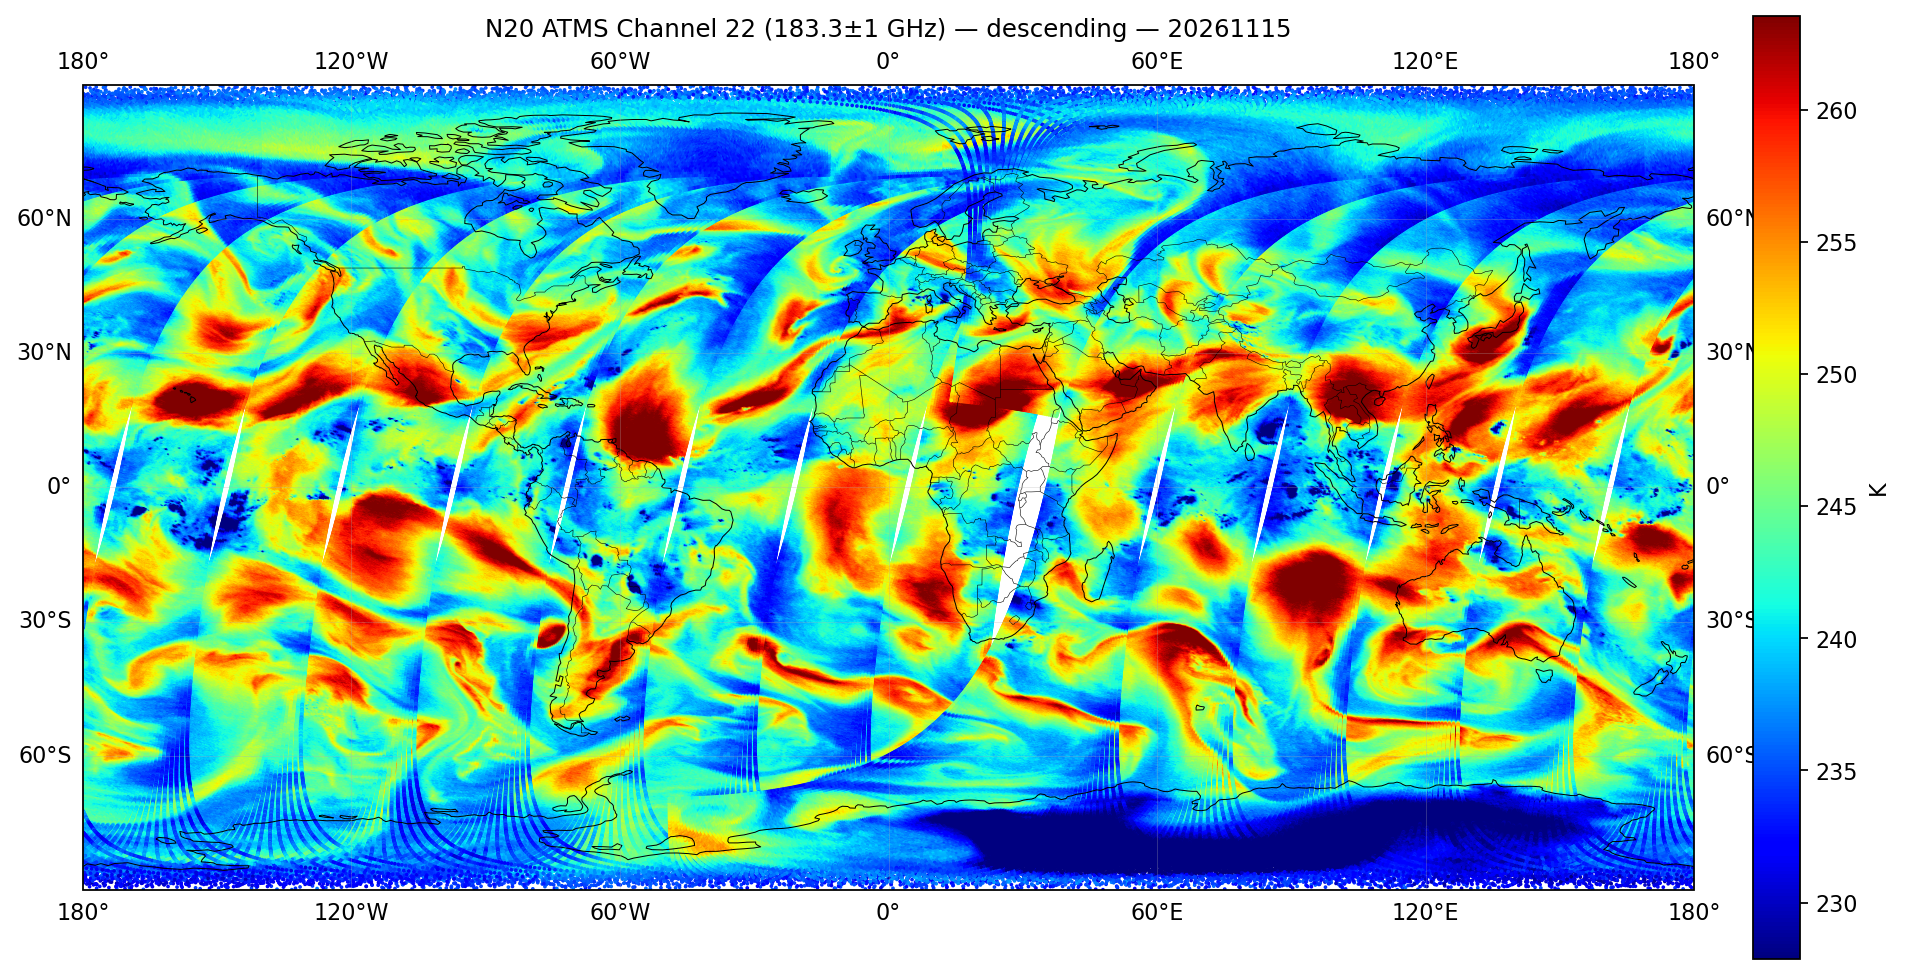 N20 ATMS Channel 22 (183.3±1 GHz) — descending — 20261115
180° 120°W 60°W 0° 60°E 120°E 180°
60°N 60°N
30°N 30°N
0° 0°
30°S 30°S
60°S 60°S
180° 120°W 60°W 0° 60°E 120°E 180°
260
255
250
245
240
235
230
K